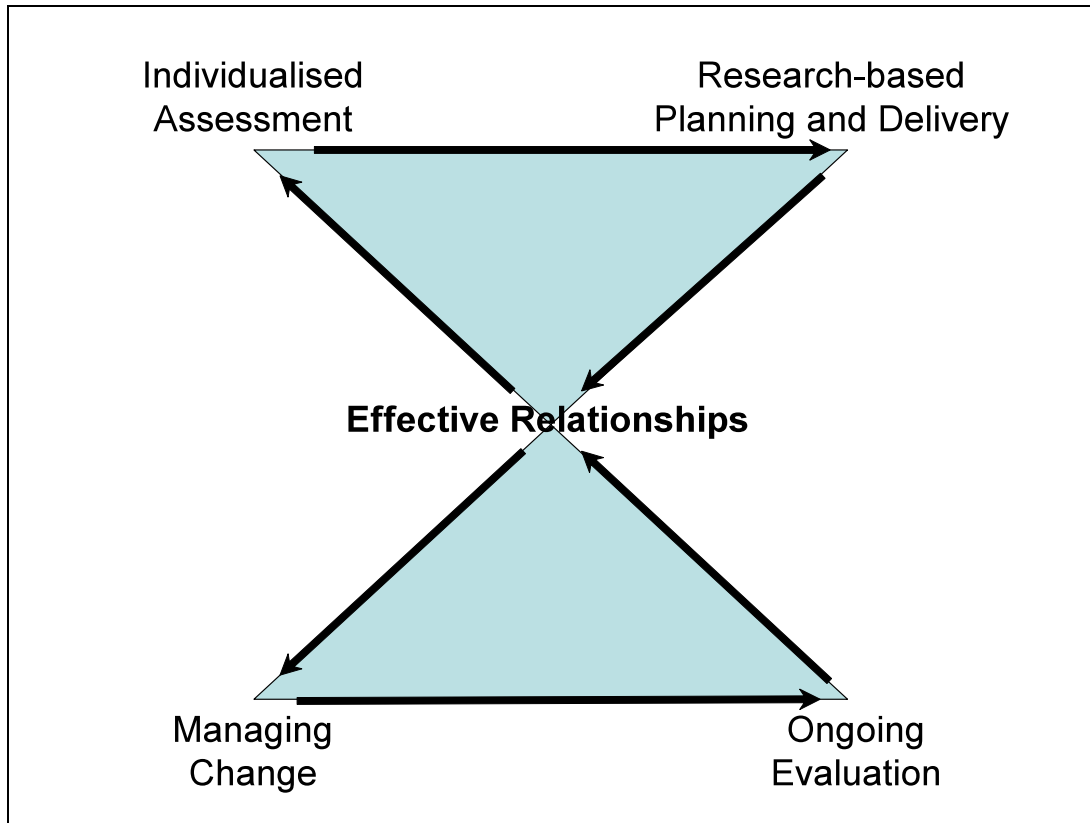 Individualised
Assessment
Research-based
Planning and Delivery
Effective Relationships
Managing
Change
Ongoing
Evaluation